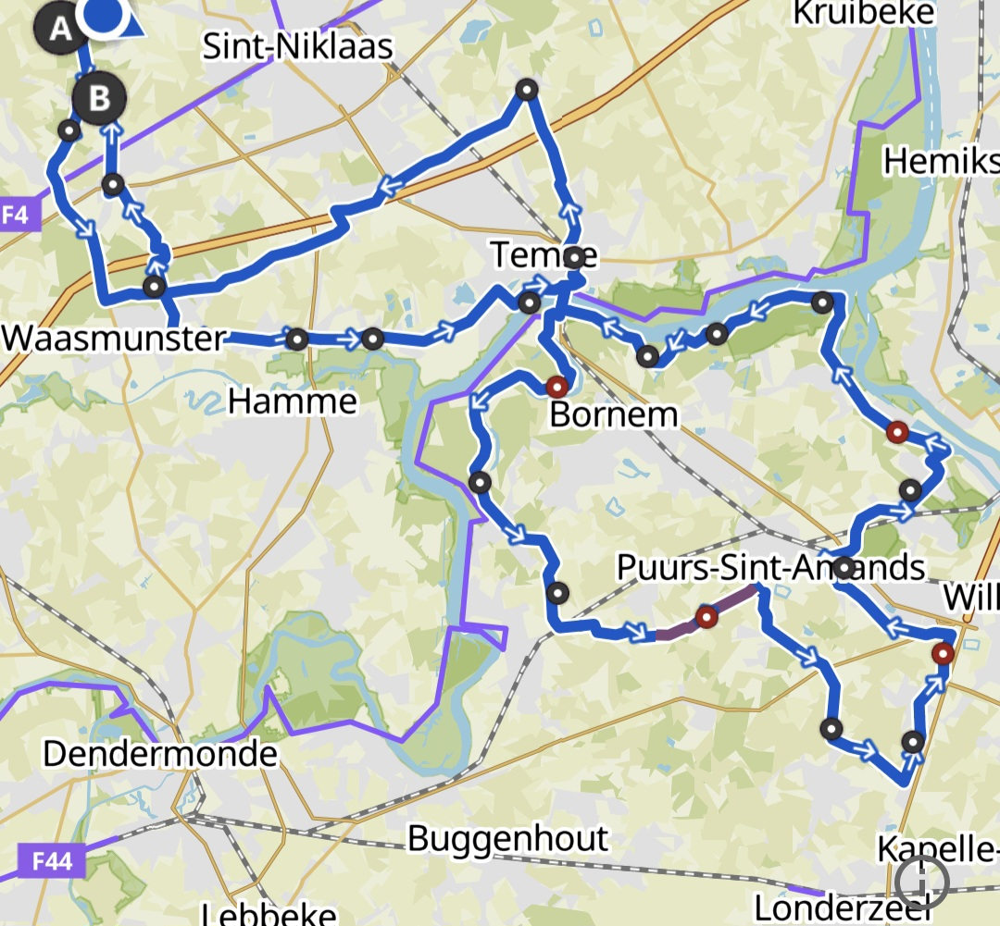 Kruibeke
A
Sint-Niklaas
B
Hemiks
F4
Temse
Waasmunster
Hamme
Bornem
Puurs-Sint-Amands
Will
Dendermonde
Buggenhout
Kapelle-
F44
Londerzeel
Lebbeke